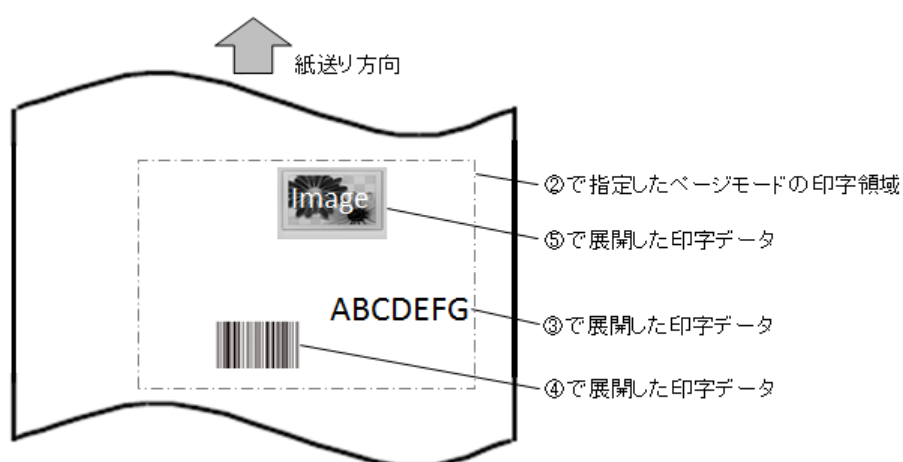 紙送り方向
②で指定したページモードの印字領域
Image
⑤で展開した印字データ
ABCDEFG
③で展開した印字データ
④で展開した印字データ